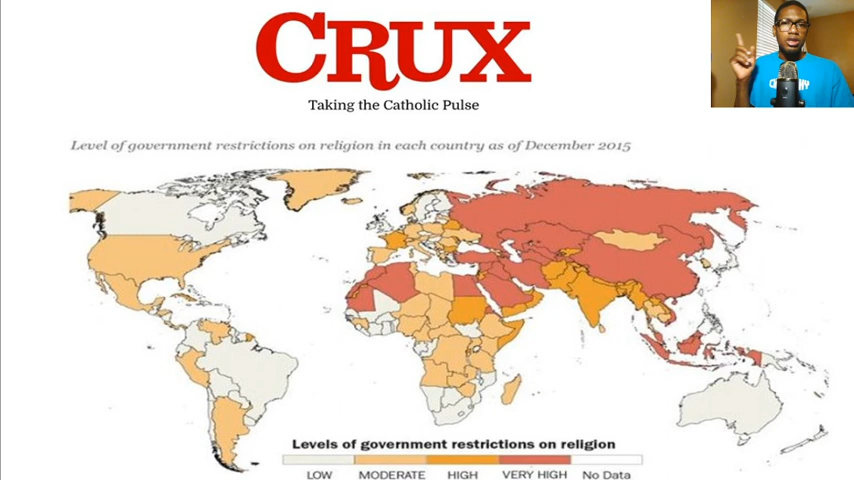 CRUX
Taking the Catholic Pulse
Level of government restrictions on religion in each country as of December 2015
Levels of government restrictions on religion
LOW MODERATE HIGH VERY HIGH No Data